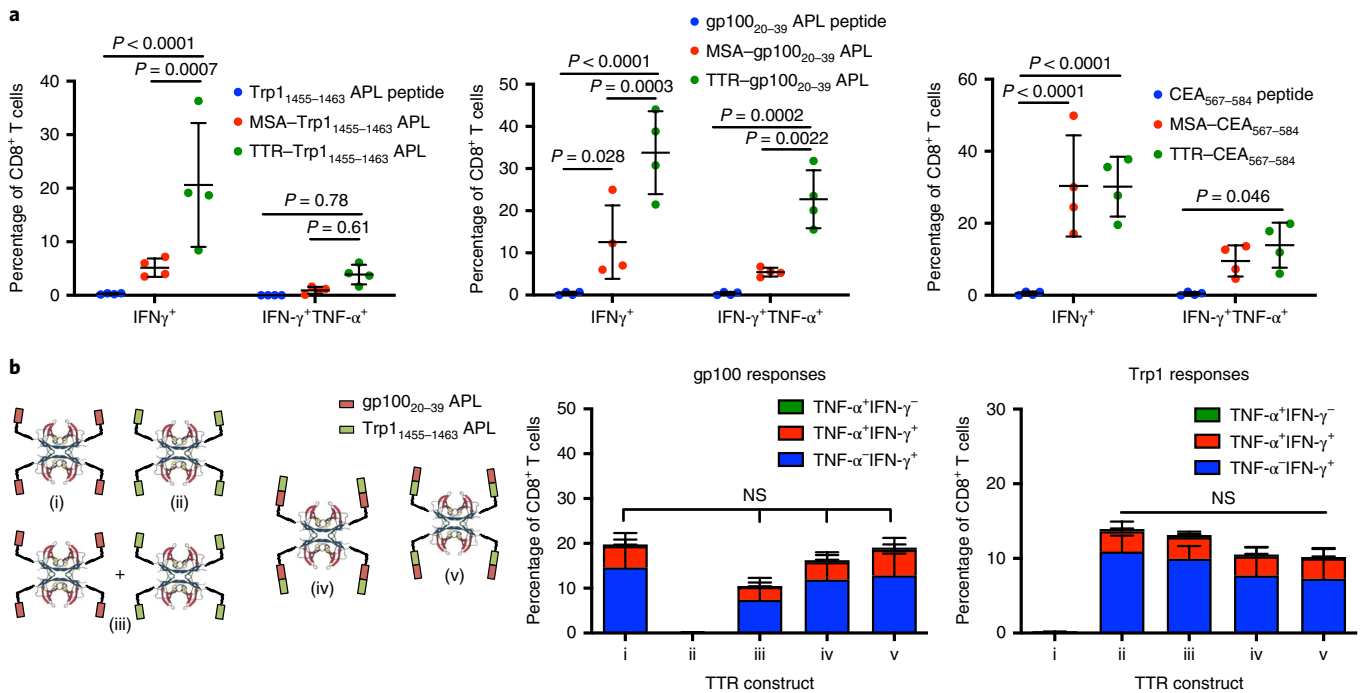 a
Percentage of CD8+ T cells
50
40
30
20
10
0
P < 0.0001
P = 0.0007
P = 0.78
P = 0.61
Trp11455–1463 APL peptide
MSA–Trp11455–1463 APL
TTR–Trp11455–1463 APL
IFNγ+
IFN-γ+TNF-α+
Percentage of CD8+ T cells
50
40
30
20
10
0
P < 0.0001
P = 0.0003
P = 0.028
P = 0.0002
P = 0.0022
gp10020–39 APL peptide
MSA–gp10020–39 APL
TTR–gp10020–39 APL
IFNγ+
IFN-γ+TNF-α+
Percentage of CD8+ T cells
60
40
20
0
P < 0.0001
P < 0.0001
P = 0.046
CEA567–584 peptide
MSA–CEA567–584
TTR–CEA567–584
IFNγ+
IFN-γ+TNF-α+
b
(i)
(ii)
+
(iii)
gp10020–39 APL
Trp11455–1463 APL
(iv)
(v)
gp100 responses
Percentage of CD8+ T cells
50
40
30
20
10
0
TNF-α+IFN-γ−
TNF-α+IFN-γ+
TNF-α−IFN-γ+
NS
i ii iii iv v
TTR construct
Trp1 responses
Percentage of CD8+ T cells
30
20
10
0
TNF-α+IFN-γ−
TNF-α+IFN-γ+
TNF-α−IFN-γ+
NS
i ii iii iv v
TTR construct